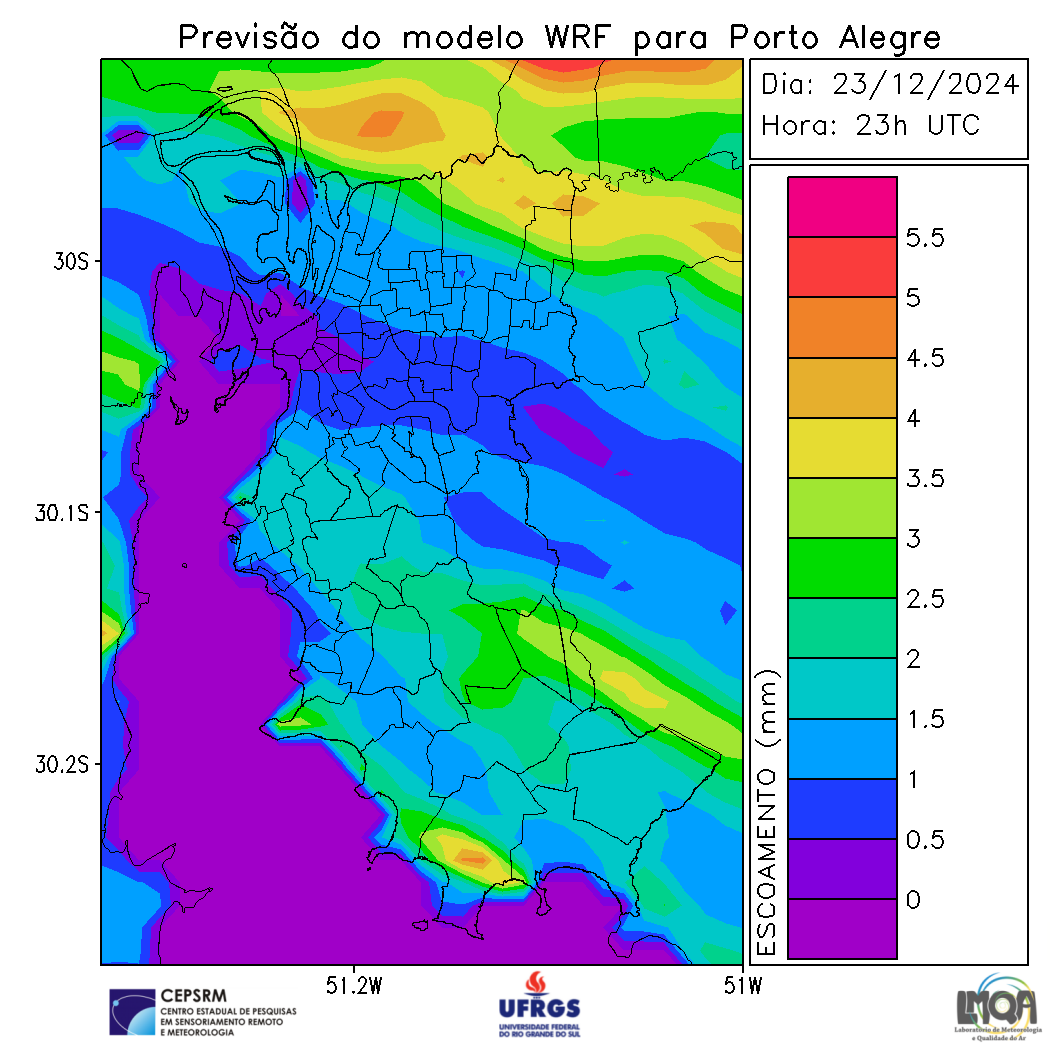 Previsão do modelo WRF para Porto Alegre
Dia: 23/12/2024
Hora: 23h UTC
30S
30.1S
30.2S
51.2W
51W
ESCOAMENTO (mm)
5.5
5
4.5
4
3.5
3
2.5
2
1.5
1
0.5
0
CEPSRM
CENTRO ESTADUAL DE PESQUISAS
EM SENSORIAMENTO REMOTO
E METEOROLOGIA
UFRGS
UNIVERSIDADE FEDERAL
DO RIO GRANDE DO SUL
LMQA
Laboratório de Meteorologia
e Qualidade do Ar